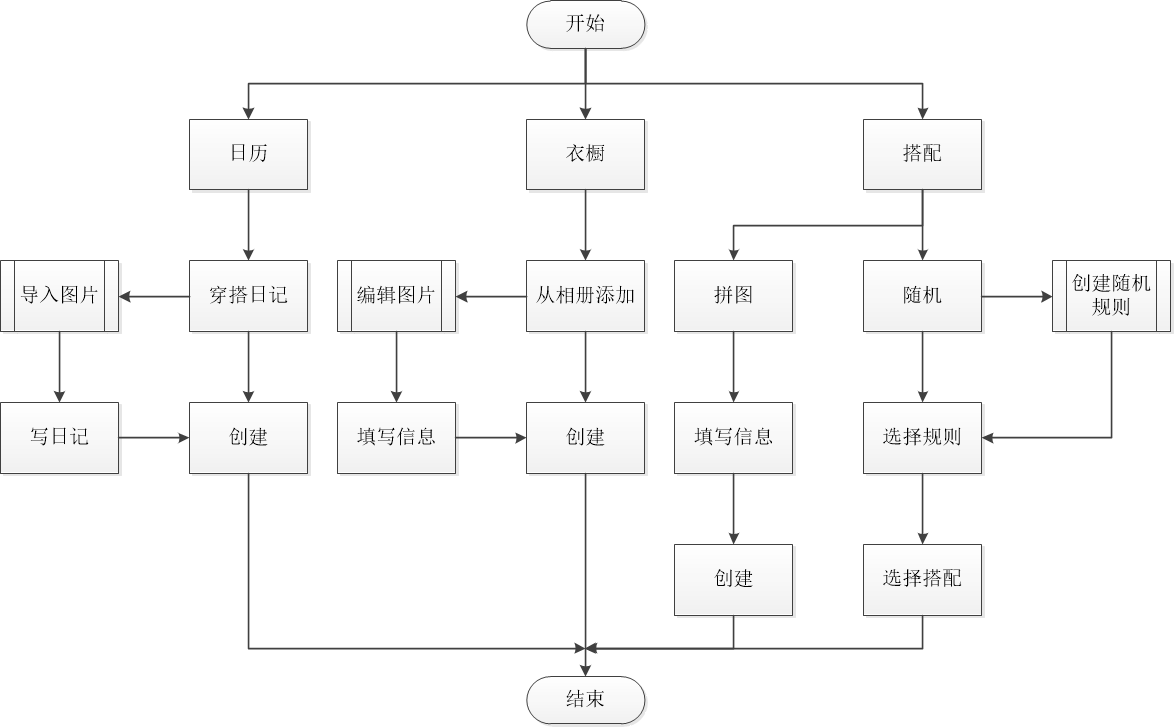 开始
日历
衣橱
搭配
导入图片
穿搭日记
编辑图片
从相册添加
拼图
随机
创建随机
规则
写日记
创建
填写信息
创建
填写信息
选择规则
创建
选择搭配
结束